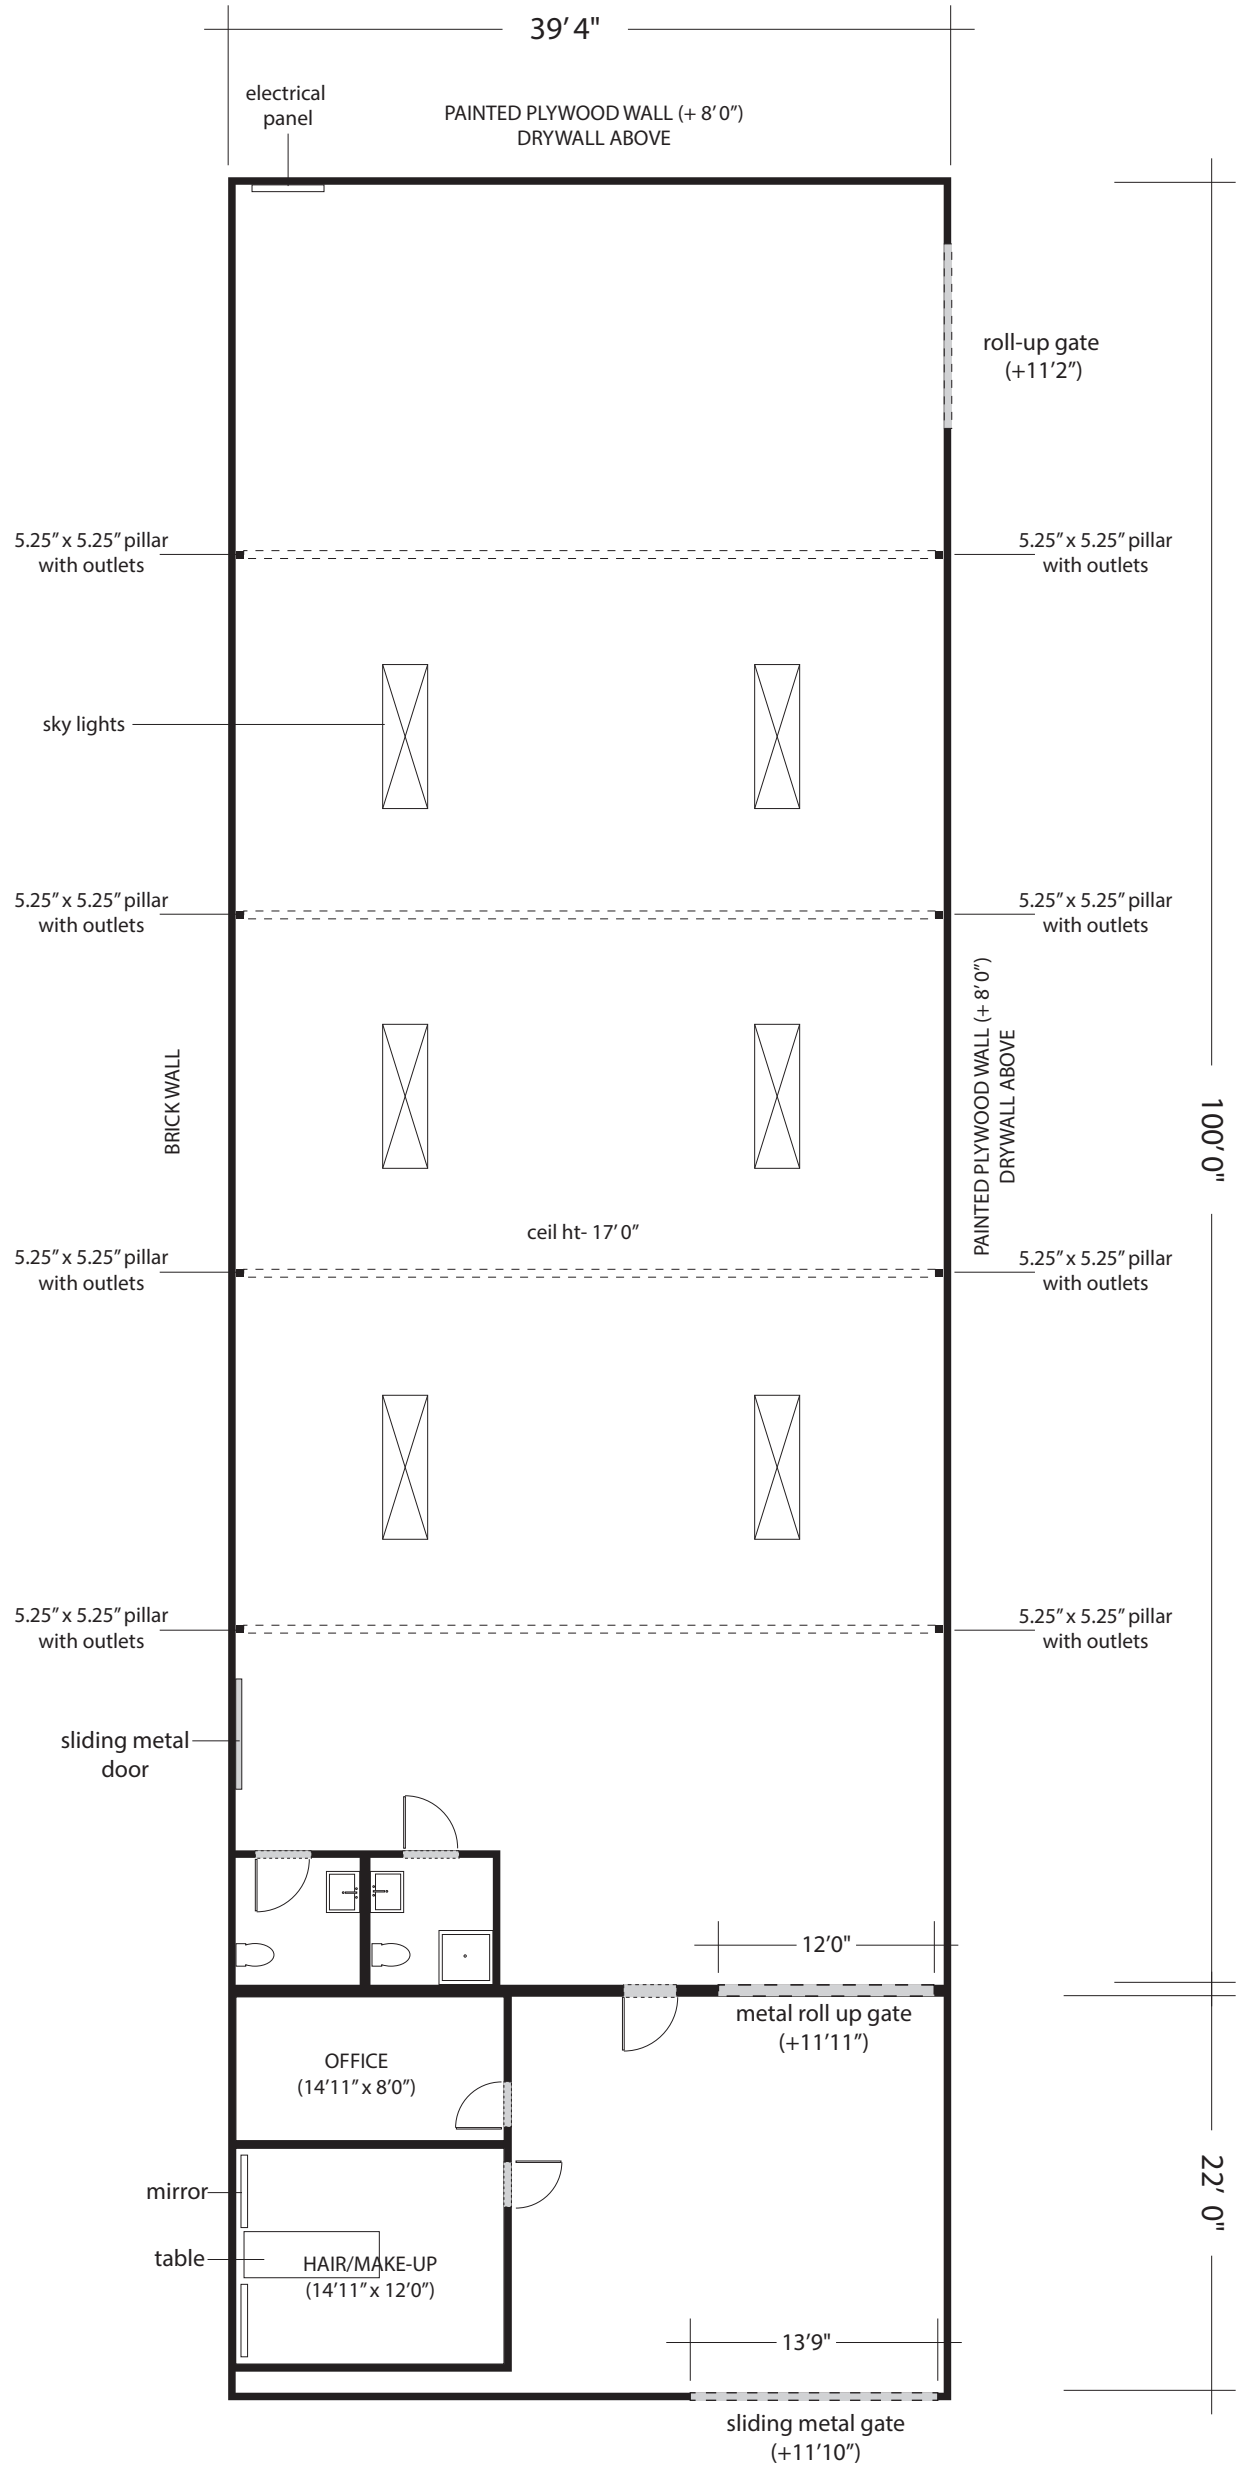 39' 4"
electrical
panel
PAINTED PLYWOOD WALL (+ 8' 0")
DRYWALL ABOVE
roll-up gate
(+11'2")
5.25" x 5.25" pillar
with outlets
5.25" x 5.25" pillar
with outlets
sky lights
5.25" x 5.25" pillar
with outlets
5.25" x 5.25" pillar
with outlets
BRICK WALL
PAINTED PLYWOOD WALL (+ 8' 0")
DRYWALL ABOVE
100' 0"
ceil ht- 17' 0"
5.25" x 5.25" pillar
with outlets
5.25" x 5.25" pillar
with outlets
5.25" x 5.25" pillar
with outlets
5.25" x 5.25" pillar
with outlets
sliding metal
door
12'0"
metal roll up gate
(+11'11")
OFFICE
(14'11" x 8'0")
22' 0"
mirror
table
HAIR/MAKE-UP
(14'11" x 12'0")
13'9"
sliding metal gate
(+11'10")